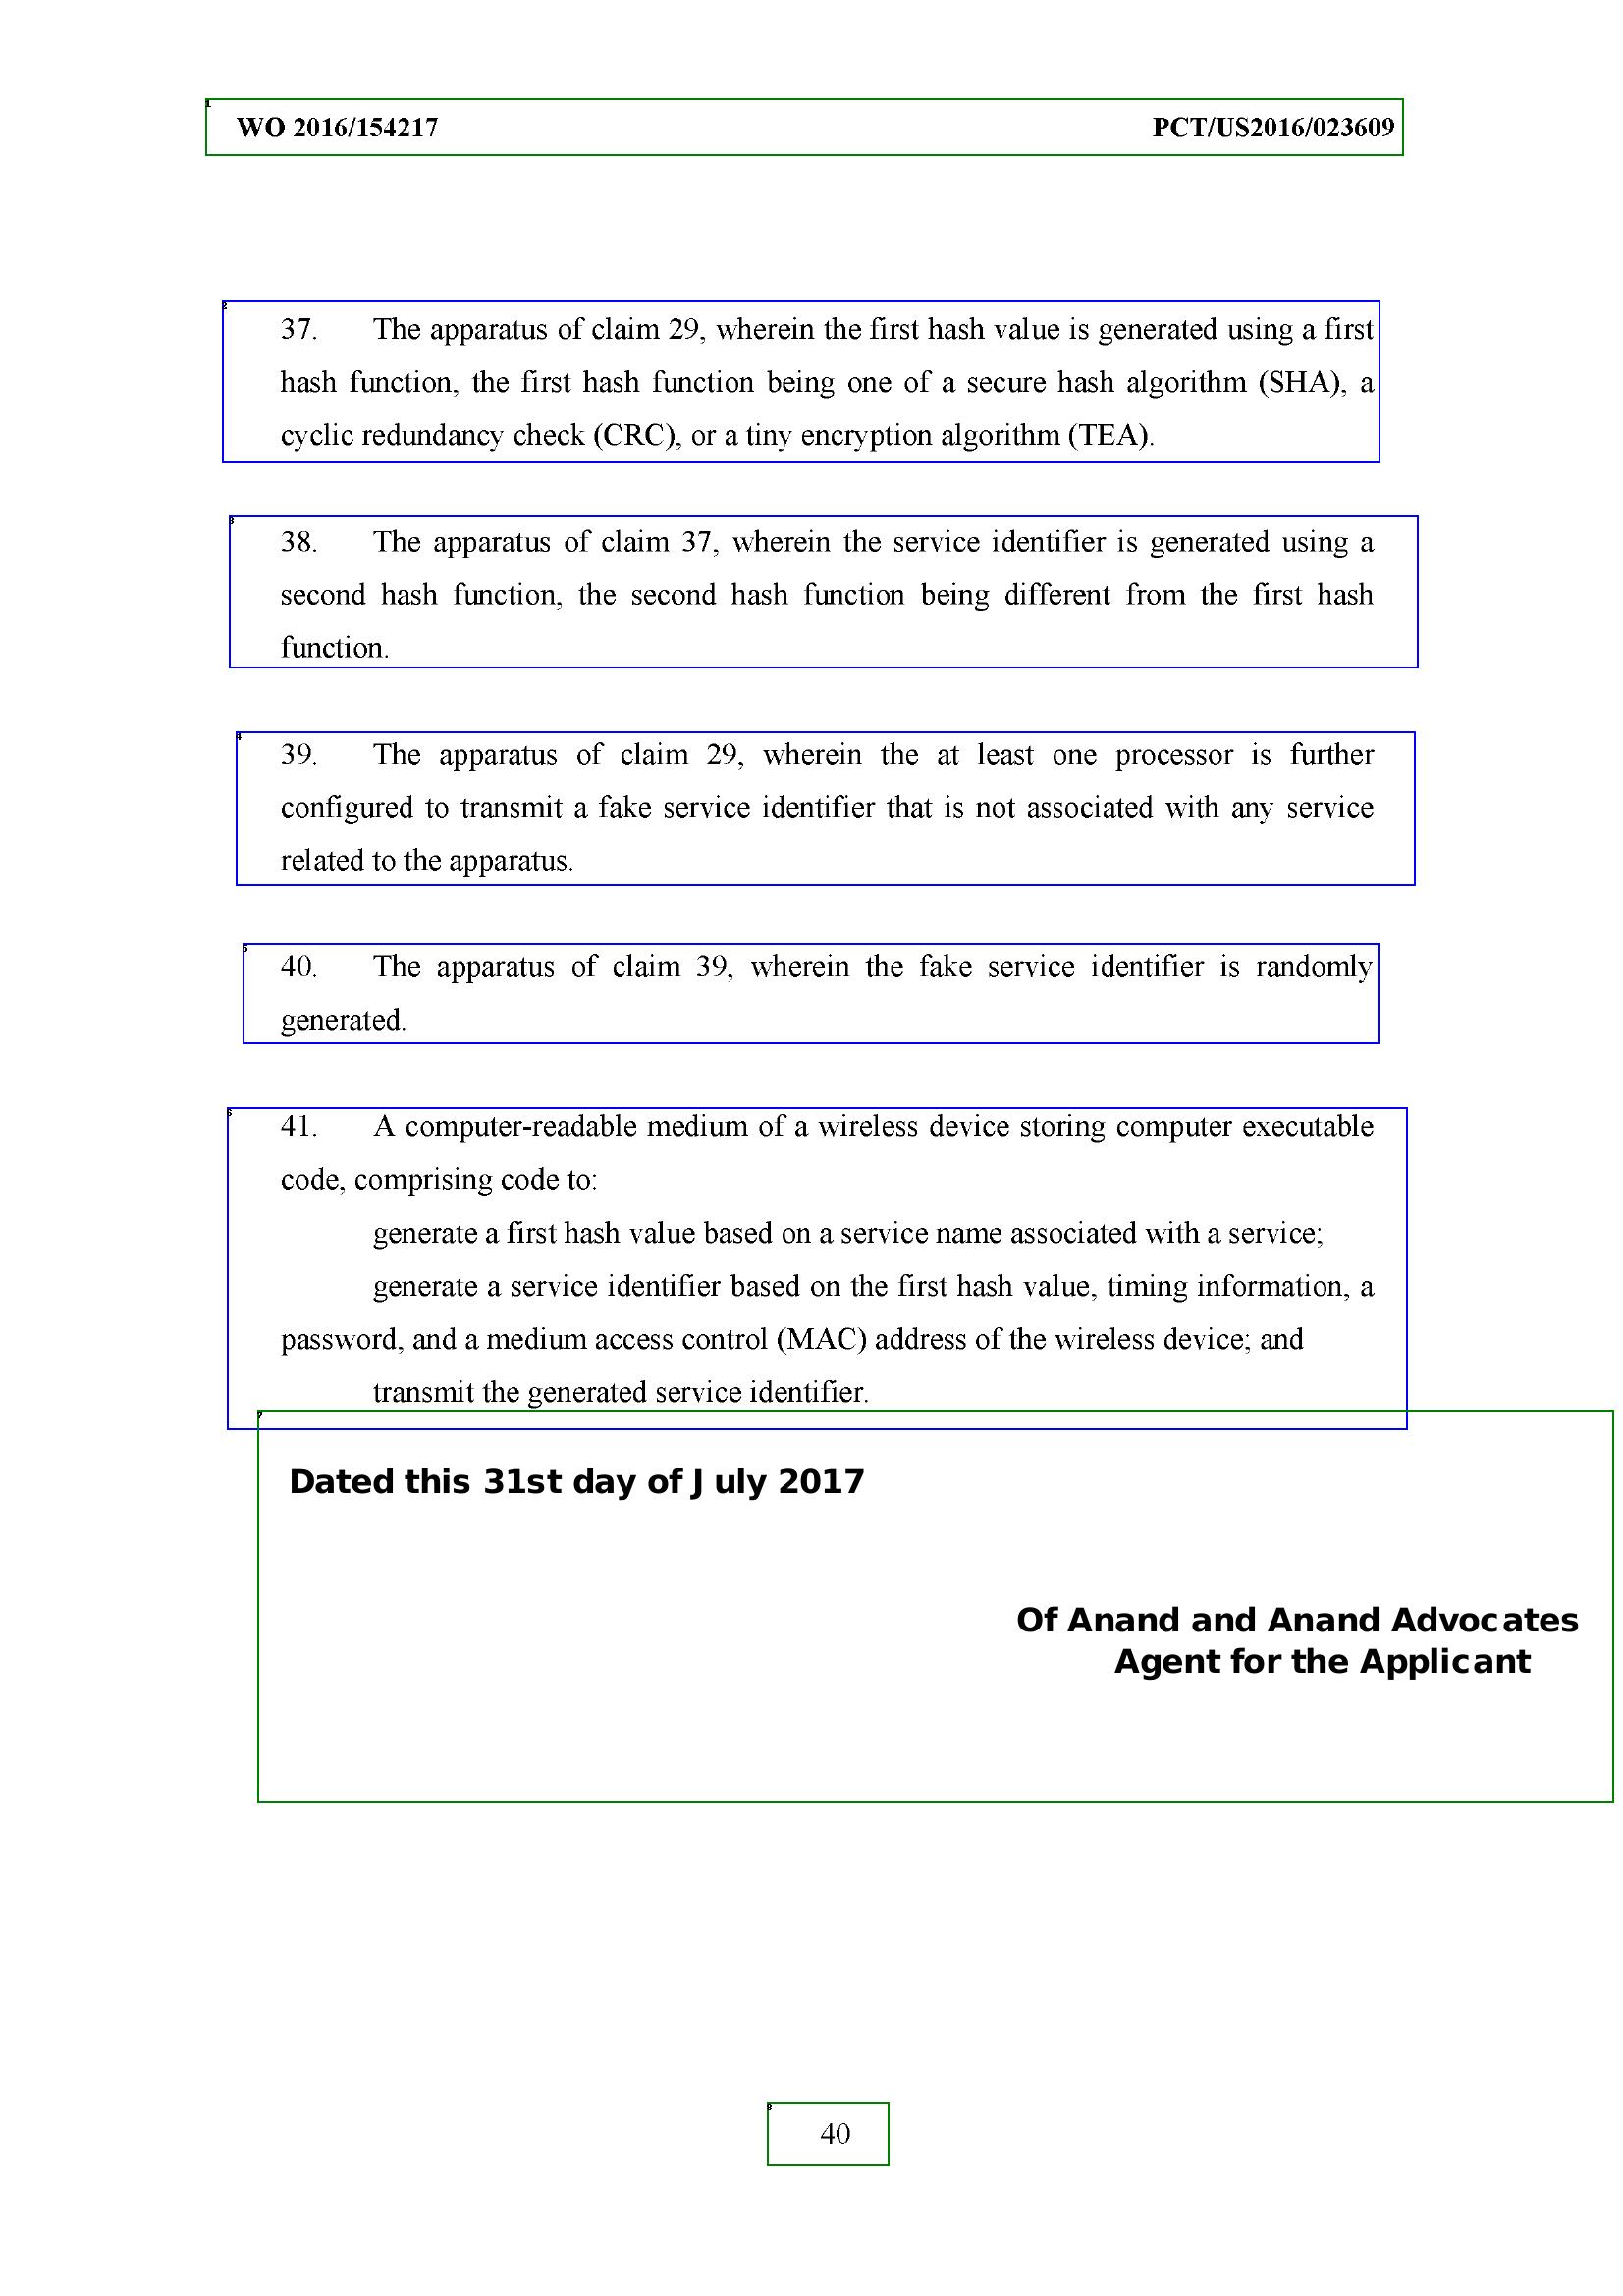 WO 2016/154217 PCT/US2016/023609
37. The apparatus of claim 29, wherein the first hash value is generated using a first
hash function, the first hash function being one of a secure hash algorithm (SHA), a
cyclic redundancy check (CRC), or a tiny encryption algorithm (TEA).
38. The apparatus of claim 37, wherein the service identifier is generated using a
second hash function, the second hash function being different from the first hash
function.
39. The apparatus of claim 29, wherein the at least one processor is further
configured to transmit a fake service identifier that is not associated with any service
related to the apparatus.
40. The apparatus of claim 39, wherein the fake service identifier is randomly
generated.
41. A computer-readable medium of a wireless device storing computer executable
code, comprising code to:
generate a first hash value based on a service name associated with a service;
generate a service identifier based on the first hash value, timing information, a
password, and a medium access control (MAC) address of the wireless device; and
transmit the generated service identifier.
Dated this 31st day of July 2017
Of Anand and Anand Advocates
Agent for the Applicant
40